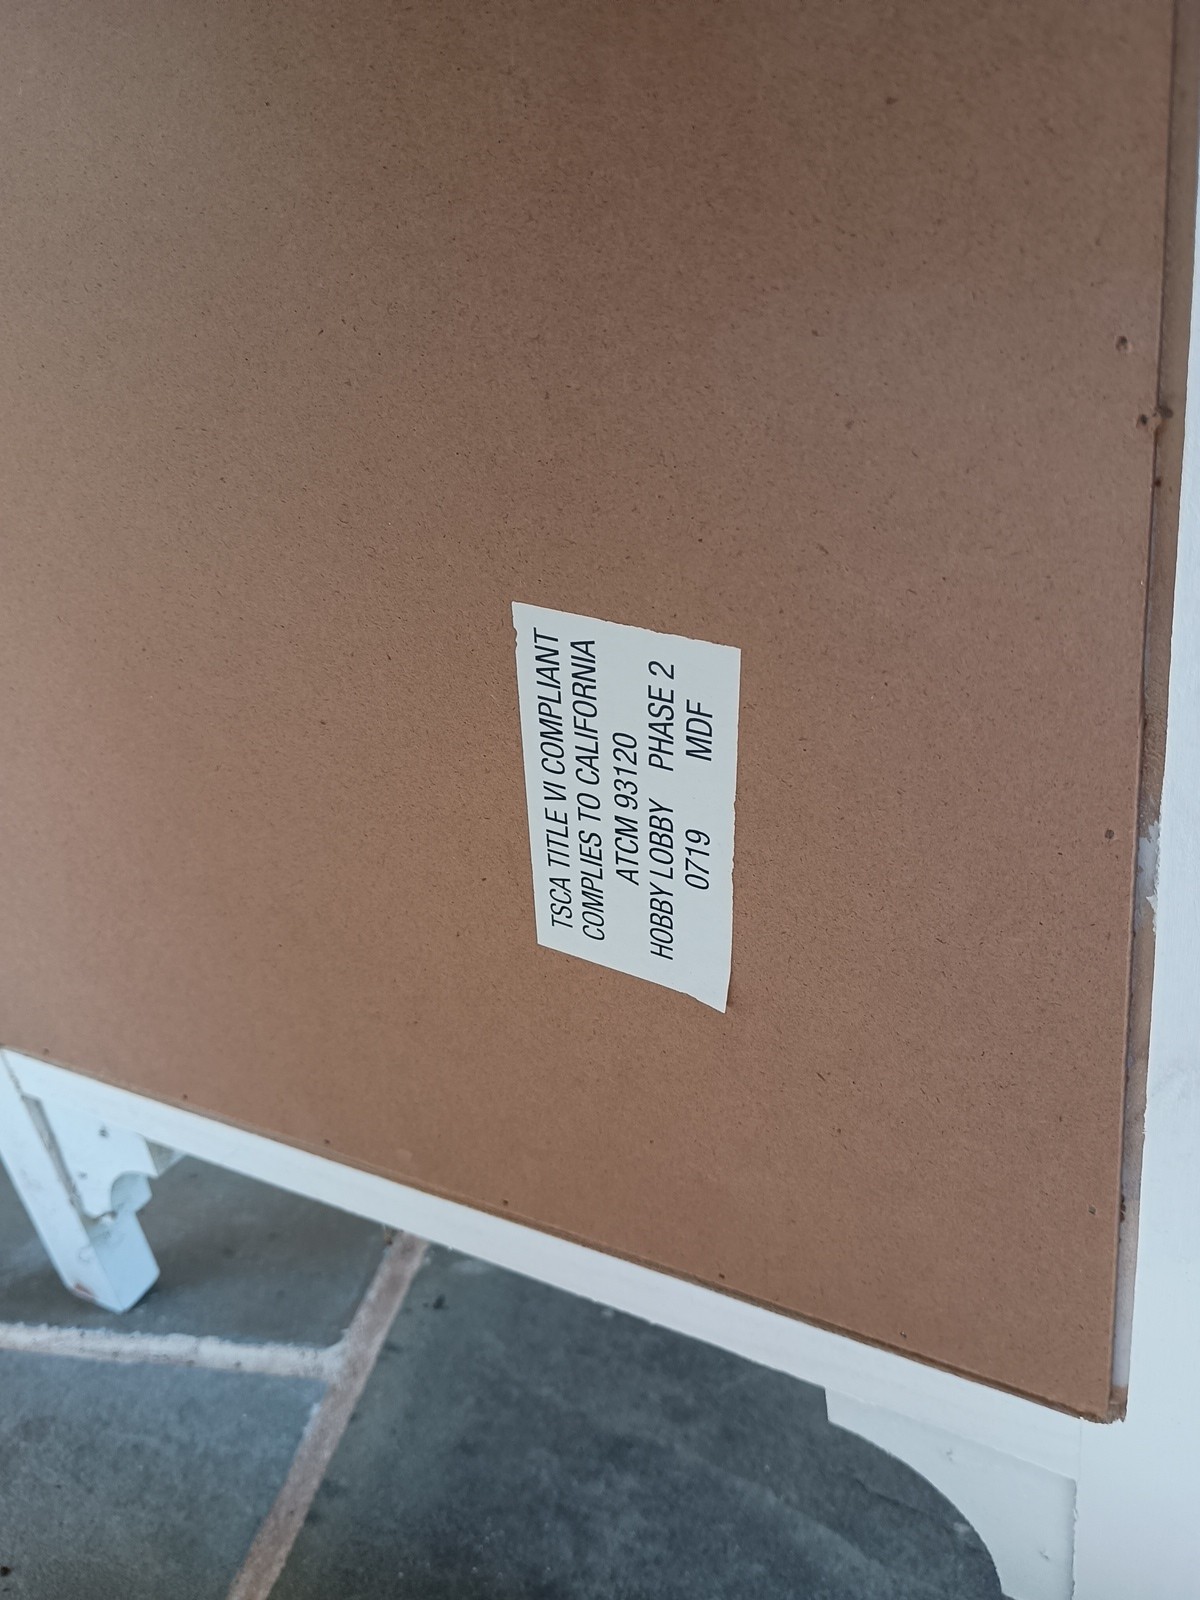 TSCA TITLE VI COMPLIANT
COMPLIES TO CALIFORNIA
ATCM 93120
HOBBY LOBBY PHASE 2
0719 MDF